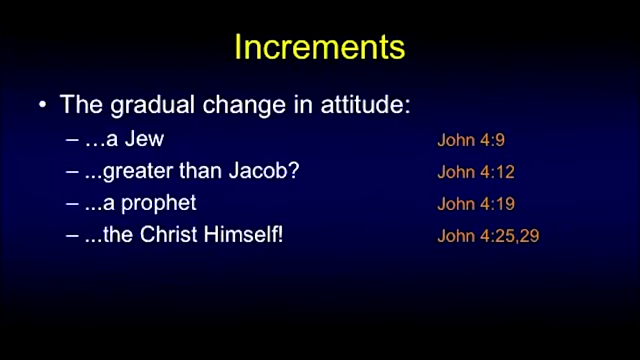 Increments
• The gradual change in attitude:
– …a Jew John 4:9
– ...greater than Jacob? John 4:12
– ...a prophet John 4:19
– ...the Christ Himself! John 4:25,29